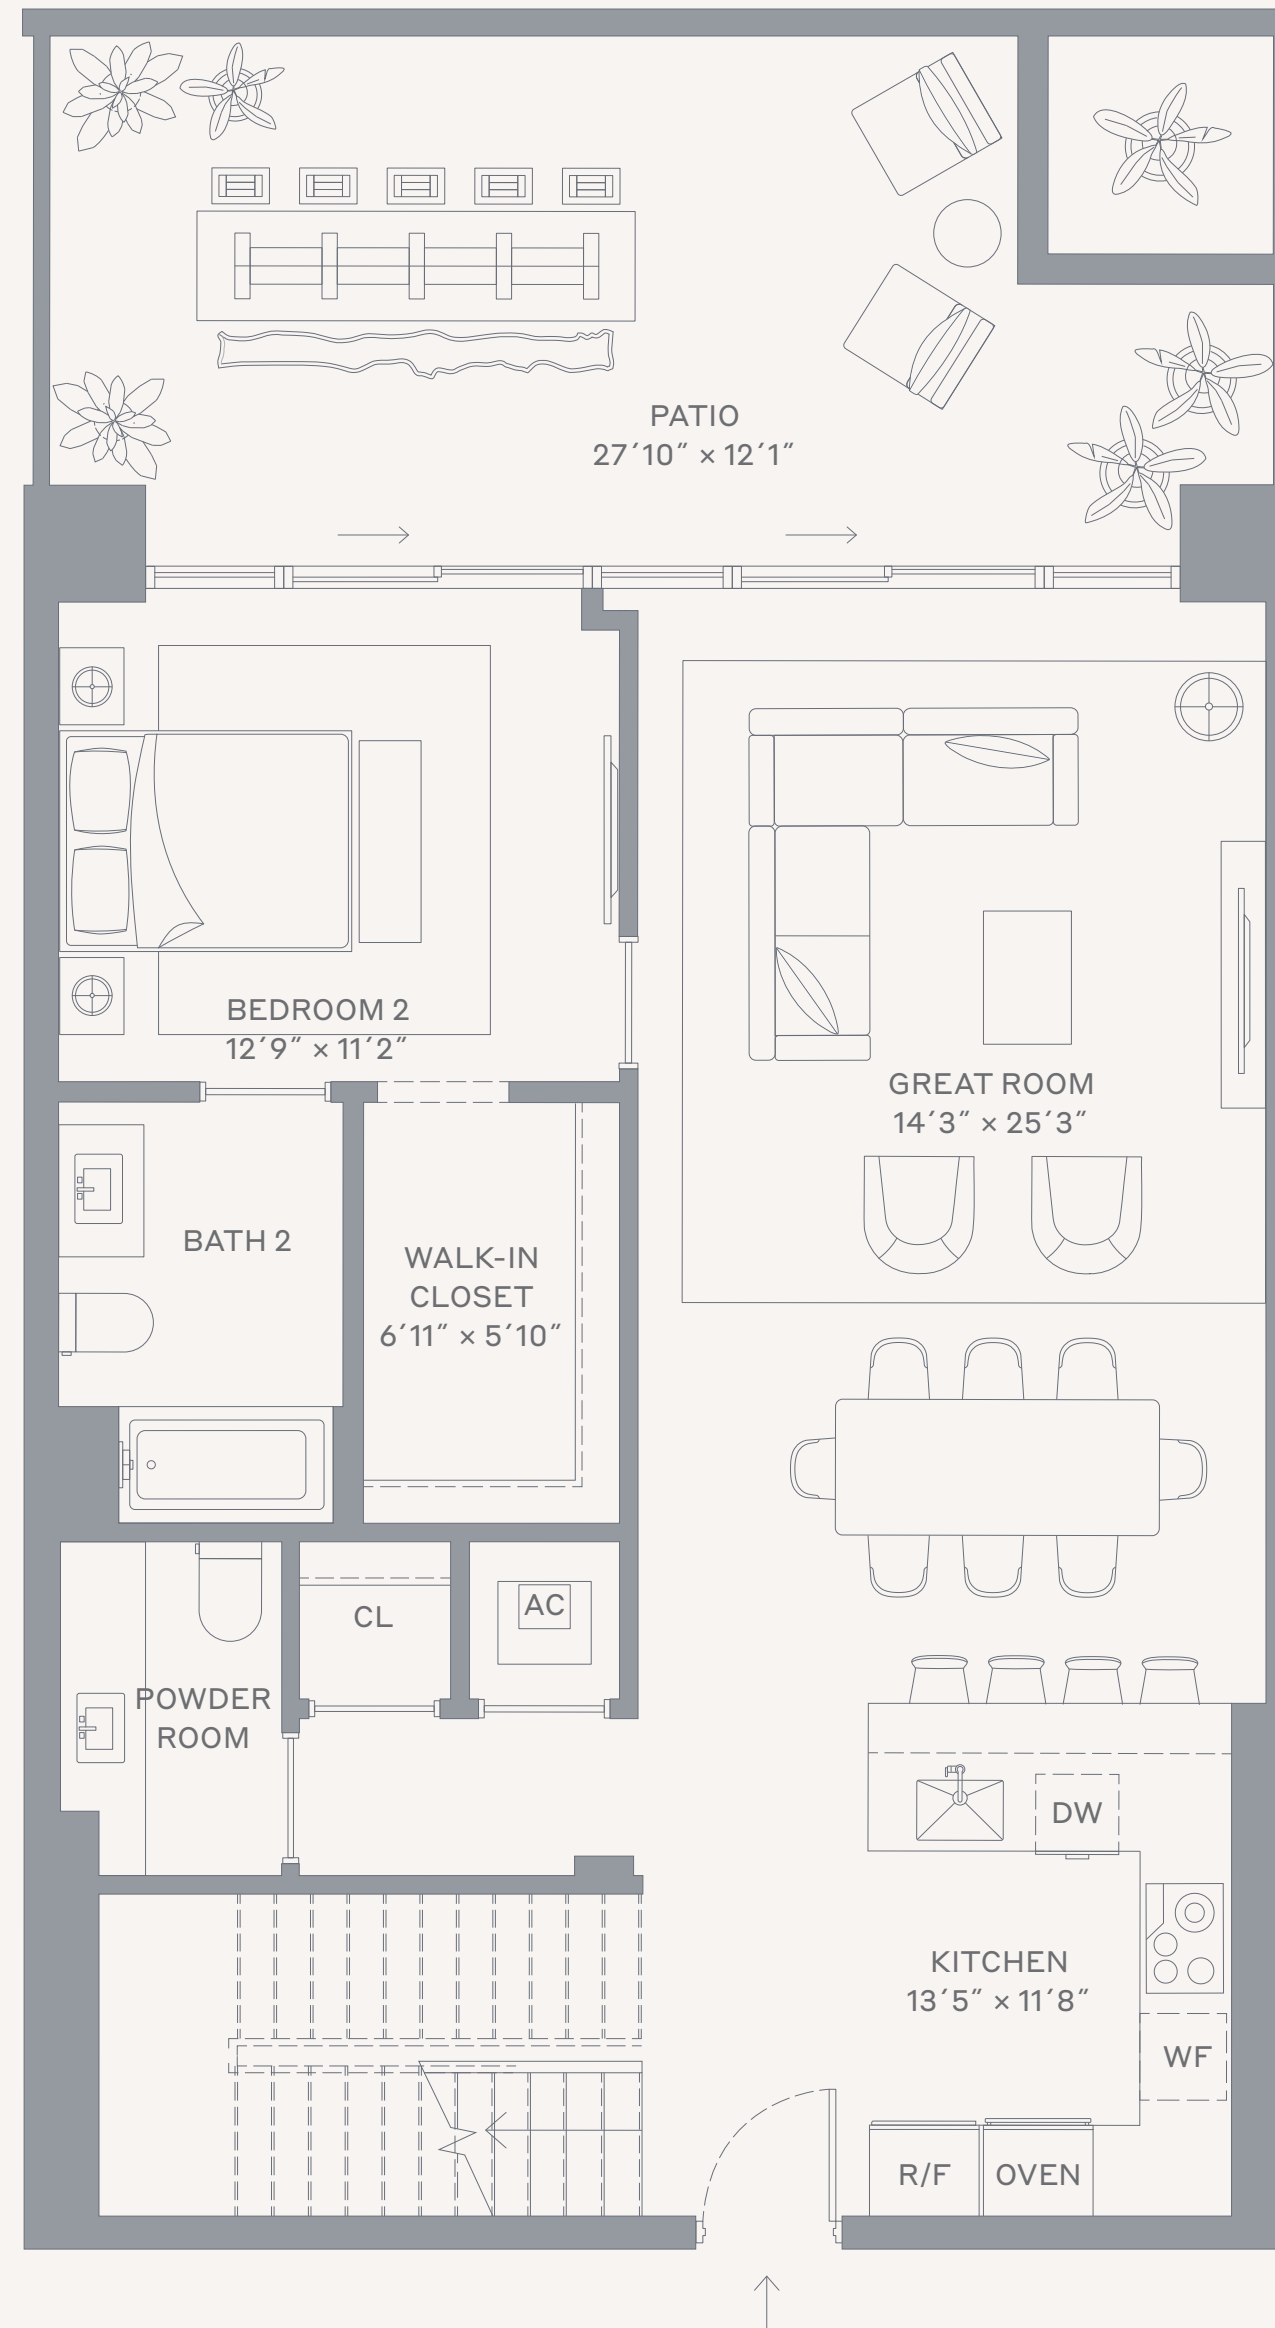 PATIO
27´10˝ × 12´1˝
BEDROOM 2
12´9˝ × 11´2˝
GREAT ROOM
14´3˝ × 25´3˝
BATH 2
WALK-IN
CLOSET
6´11˝ × 5´10˝
CL
AC
POWDER
ROOM
DW
KITCHEN
13´5˝ × 11´8˝
WF
R/F
OVEN